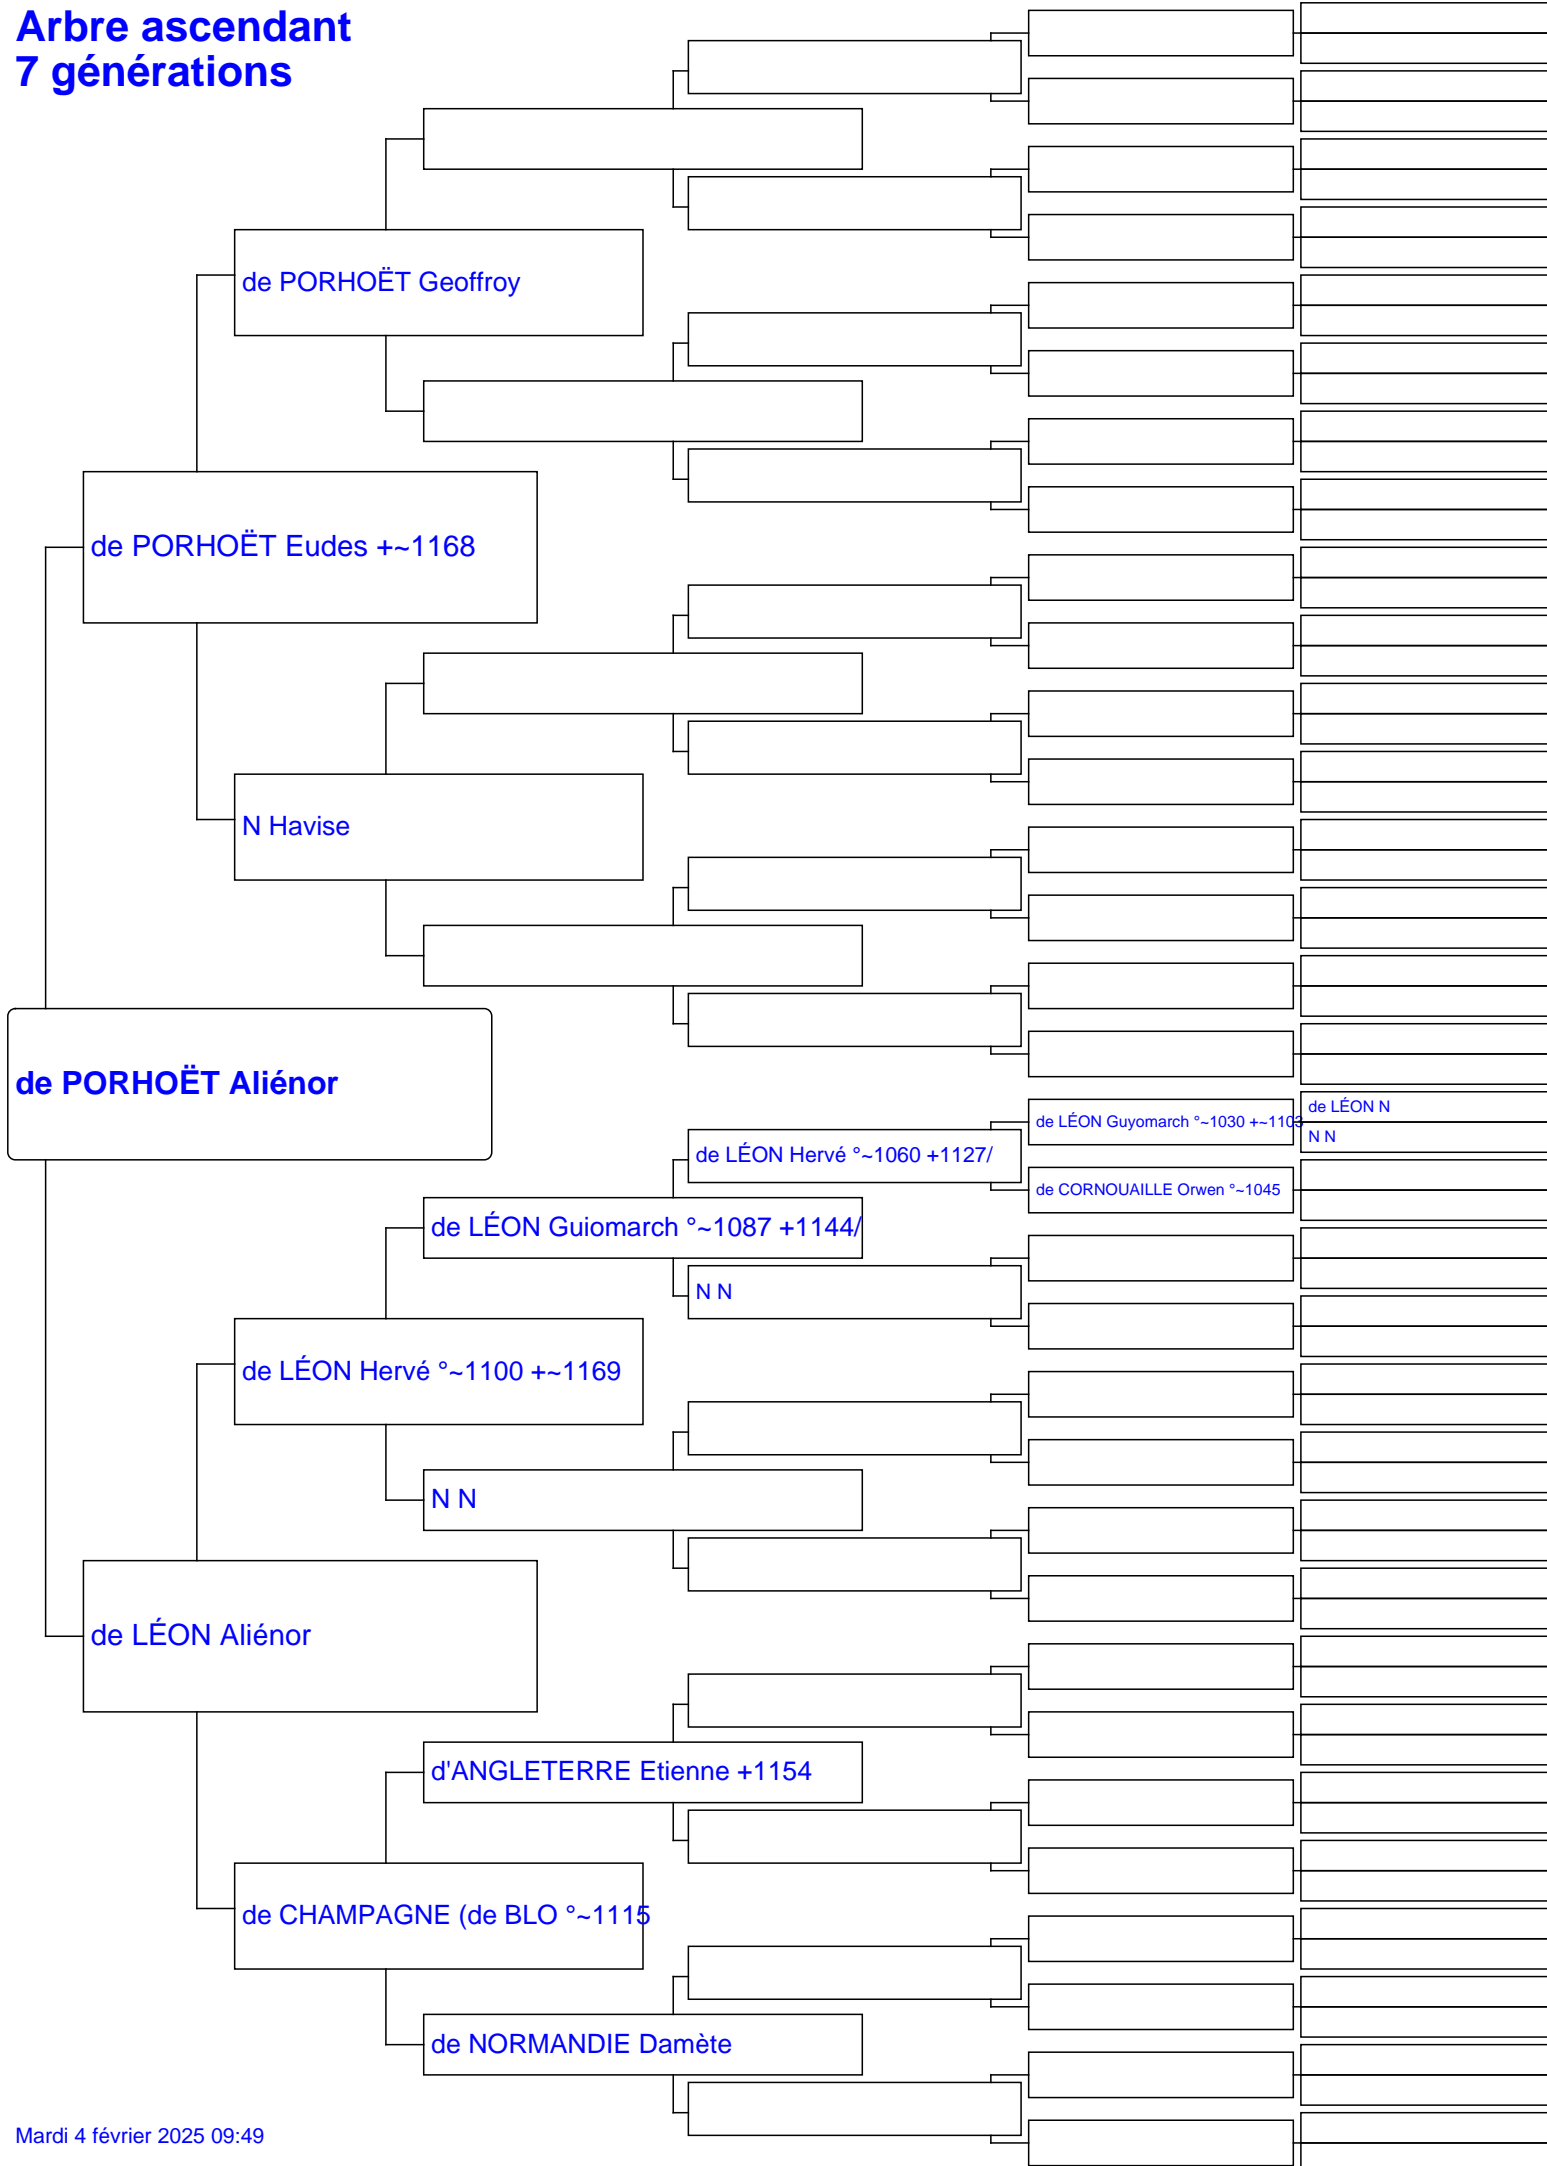 Arbre ascendant
7 générations
de PORHOËT Geoffroy
de PORHOËT Eudes +~1168
N Havise
de PORHOËT Aliénor
de LÉON Guyomarch °~1030 +~1103
de LÉON N
N N
de LÉON Hervé °~1060 +1127/
de CORNOUAILLE Orwen °~1045
de LÉON Guiomarch °~1087 +1144/
N N
de LÉON Hervé °~1100 +~1169
N N
de LÉON Aliénor
d'ANGLETERRE Etienne +1154
de CHAMPAGNE (de BLO °~1115
de NORMANDIE Damète
Mardi 4 février 2025 09:49